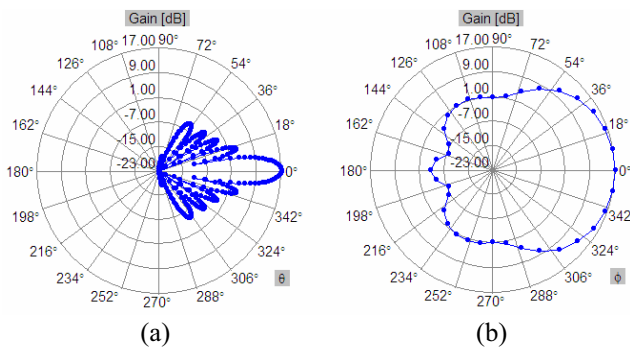 Gain [dB]
108° 17.00 90° 72°
126° 9.00 54°
144° 1.00 36°
-7.00
162° -15.00 18°
-23.00
180° 0°
198° 342°
216° 324°
234° 306° θ
252° 270° 288°
(a)
Gain [dB]
108° 17.00 90° 72°
126° 9.00 54°
144° 1.00 36°
-7.00
162° -15.00 18°
-23.00
180° 0°
198° 342°
216° 324°
234° 306° ϕ
252° 270° 288°
(b)